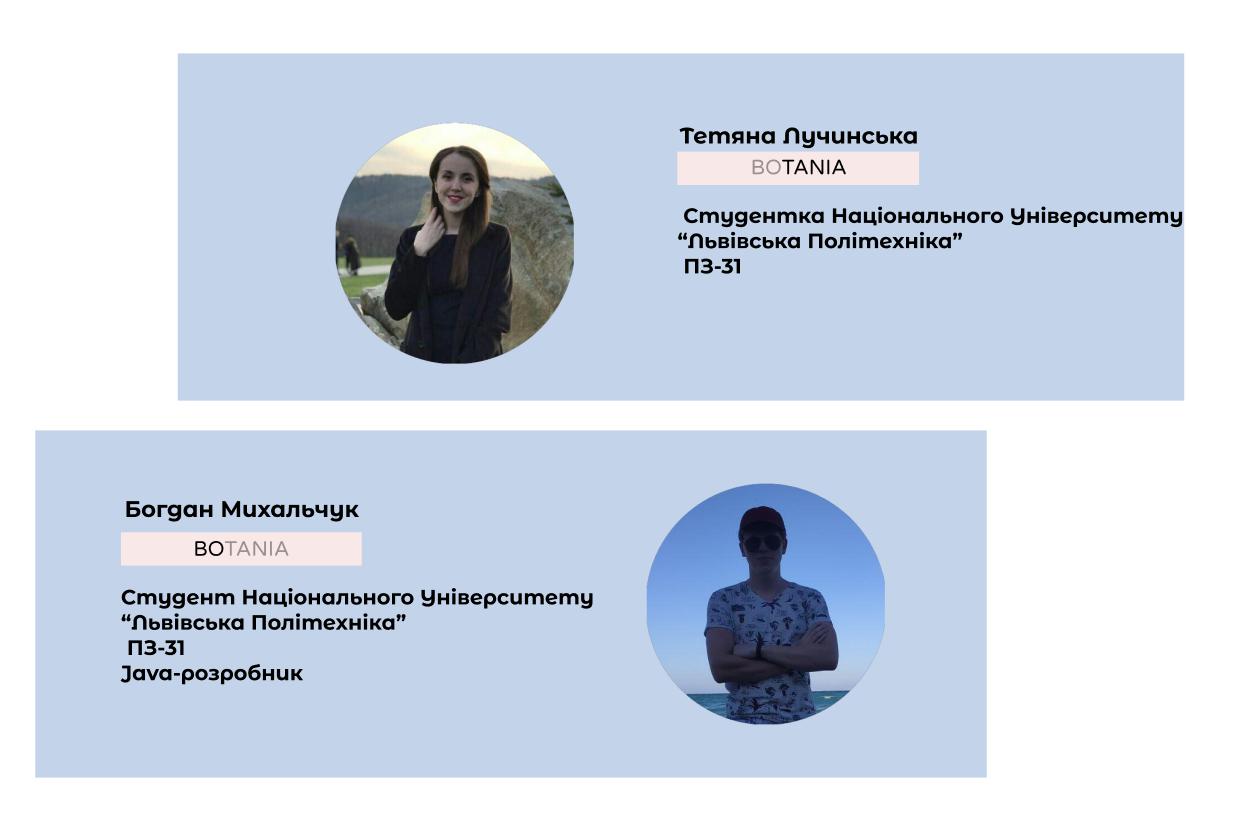 Тетяна Лучинська
BOTANIA
Студентка Національного Університету
“Львівська Політехніка”
ПЗ-31
Богдан Михальчук
BOTANIA
Студент Національного Університету
“Львівська Політехніка”
ПЗ-31
Java-розробник